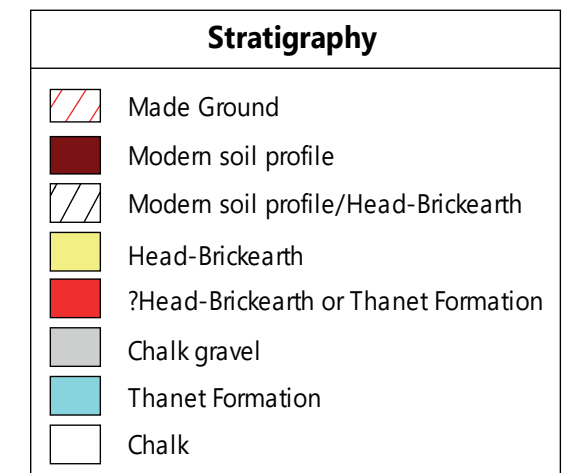 Stratigraphy
Made Ground
Modern soil profile
Modern soil profile/Head-Brickearth
Head-Brickearth
?Head-Brickearth or Thanet Formation
Chalk gravel
Thanet Formation
Chalk